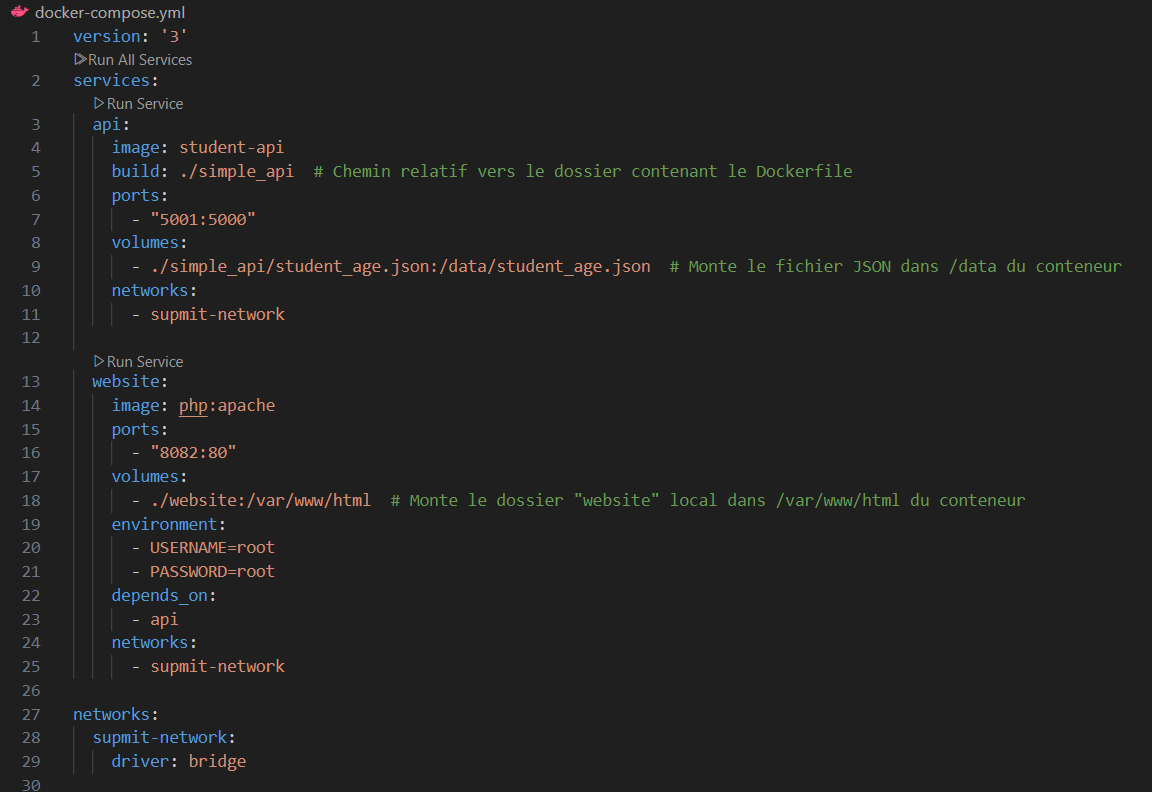 docker-compose.yml
1 version: '3'
Run All Services
2 services:
Run Service
3 api:
4 image: student-api
5 build: ./simple_api # Chemin relatif vers le dossier contenant le Dockerfile
6 ports:
7 - "5001:5000"
8 volumes:
9 - ./simple_api/student_age.json:/data/student_age.json # Monte le fichier JSON dans /data du conteneur
10 networks:
11 - supmit-network
12
Run Service
13 website:
14 image: php:apache
15 ports:
16 - "8082:80"
17 volumes:
18 - ./website:/var/www/html # Monte le dossier "website" local dans /var/www/html du conteneur
19 environment:
20 - USERNAME=root
21 - PASSWORD=root
22 depends_on:
23 - api
24 networks:
25 - supmit-network
26
27 networks:
28 supmit-network:
29 driver: bridge
30